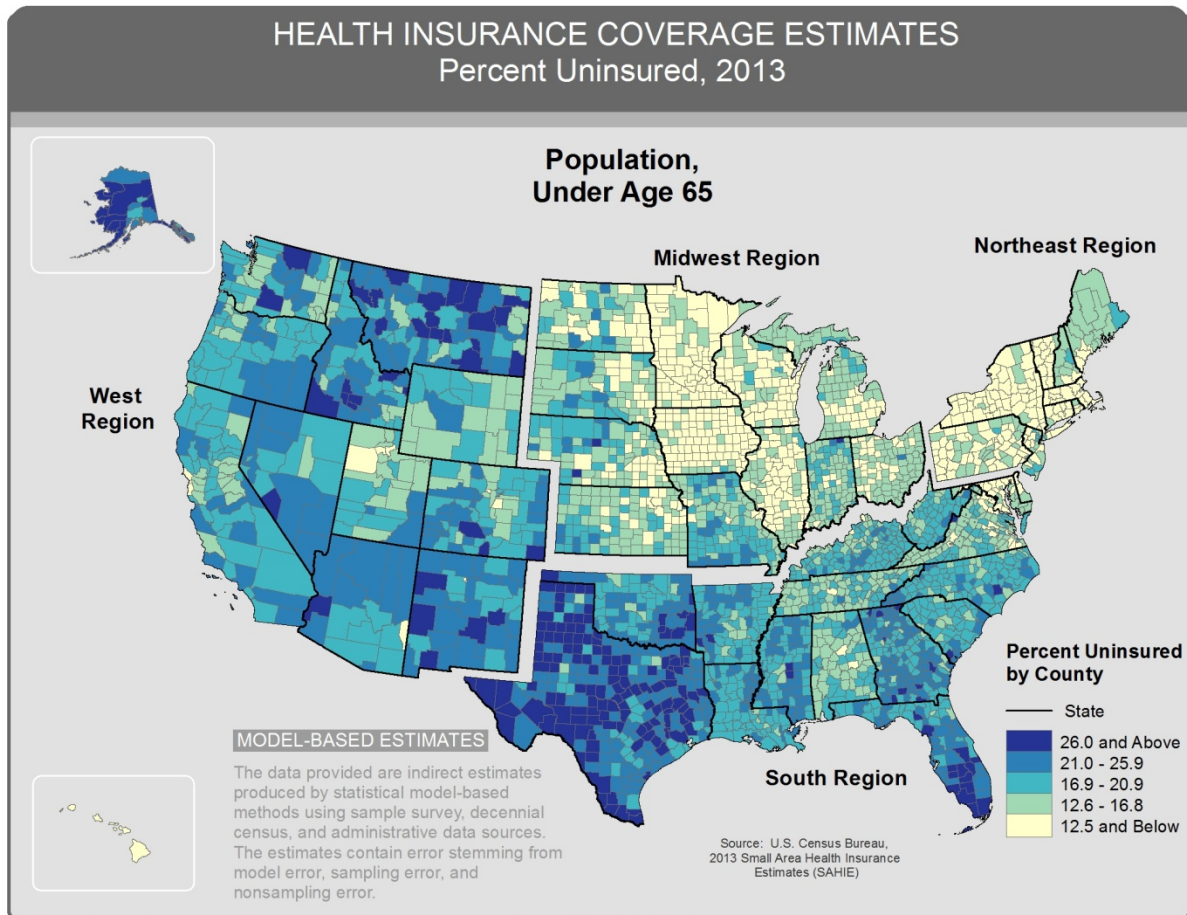 HEALTH INSURANCE COVERAGE ESTIMATES
Percent Uninsured, 2013
Population,
Under Age 65
Midwest Region
Northeast Region
West
Region
South Region
MODEL-BASED ESTIMATES
The data provided are indirect estimates
produced by statistical model-based
methods using sample survey, decennial
census, and administrative data sources.
The estimates contain error stemming from
model error, sampling error, and
nonsampling error.
Source: U.S. Census Bureau,
2013 Small Area Health Insurance
Estimates (SAHIE)
Percent Uninsured
by County
State
26.0 and Above
21.0 - 25.9
16.9 - 20.9
12.6 - 16.8
12.5 and Below